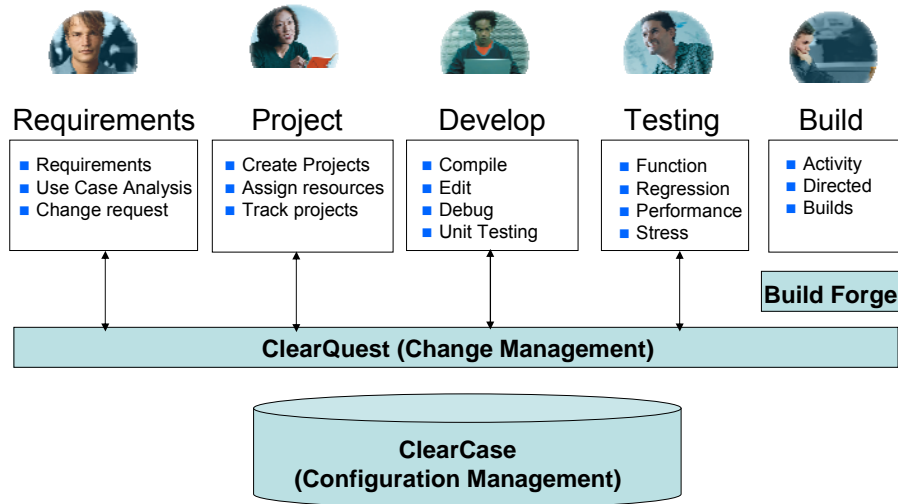 Requirements
Requirements
Use Case Analysis
Change request
Project
Create Projects
Assign resources
Track projects
Develop
Compile
Edit
Debug
Unit Testing
Testing
Function
Regression
Performance
Stress
Build
Activity
Directed
Builds
Build Forge
ClearQuest (Change Management)
ClearCase
(Configuration Management)